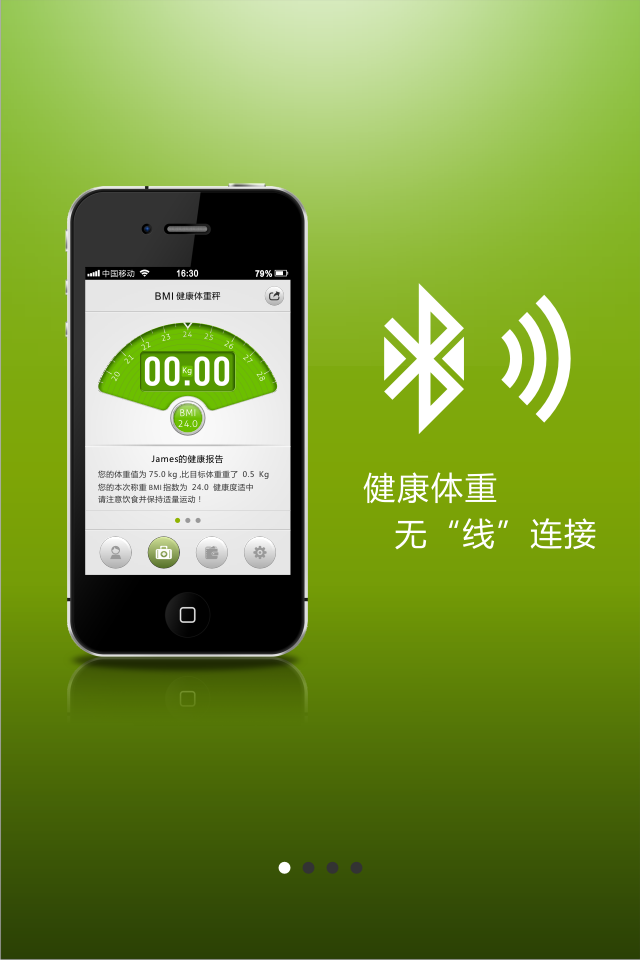 中国移动 16:30 79%
BMI 健康体重秤
20 21 22 23 24 25 26 27 28
00.00 Kg
BMI
24.0
James的健康报告
您的体重值为 75.0 kg ,比目标体重重了 0.5 Kg
您的本次称重 BMI 指数为 24.0 健康度适中
请注意饮食并保持适量运动！
健康体重
无“线”连接